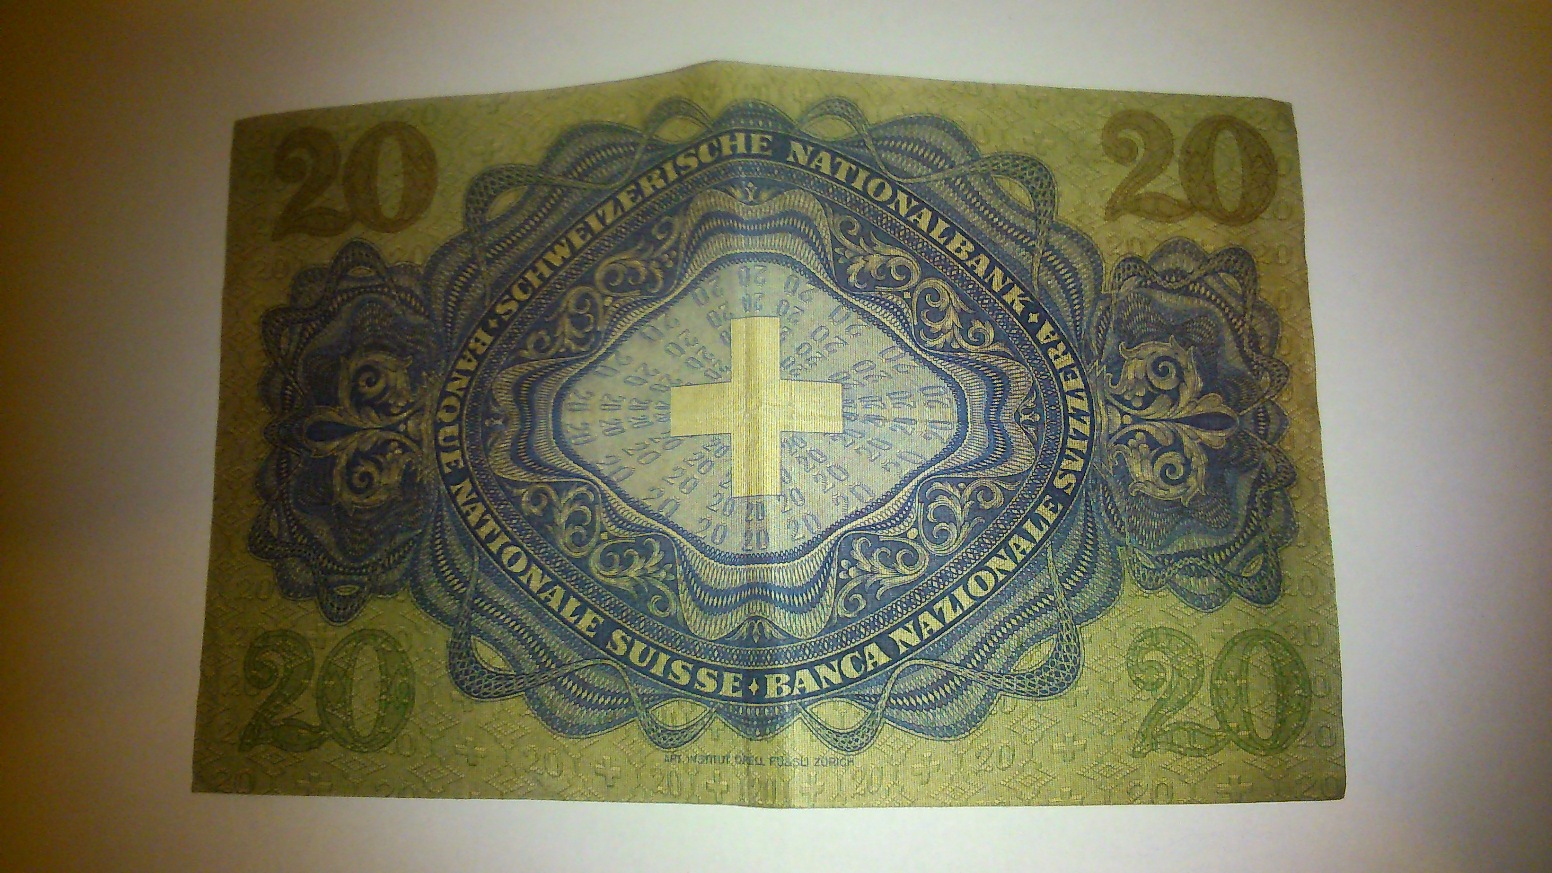 20 20
SCHWEIZERISCHE NATIONALBANK
BANQUE NATIONALE SUISSE
BANCA NAZIONALE SVIZZERA
20 20
ART. INSTITUT ORELL FÜSSLI ZÜRICH